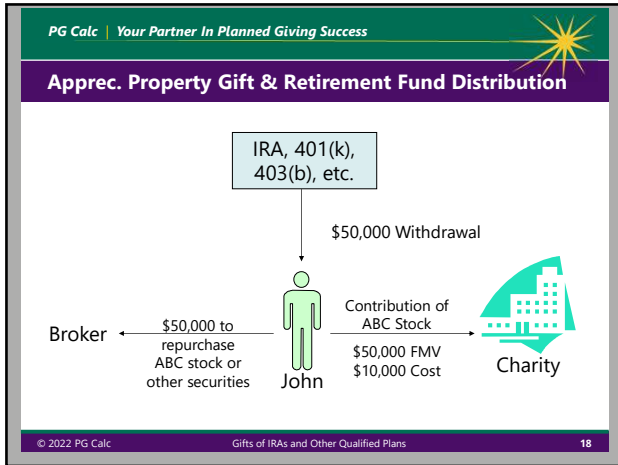 PG Calc | Your Partner In Planned Giving Success
Apprec. Property Gift & Retirement Fund Distribution
IRA, 401(k),
403(b), etc.
$50,000 Withdrawal
Broker
$50,000 to
repurchase
ABC stock or
other securities
John
Contribution of
ABC Stock
$50,000 FMV
$10,000 Cost
Charity
© 2022 PG Calc
Gifts of IRAs and Other Qualified Plans
18